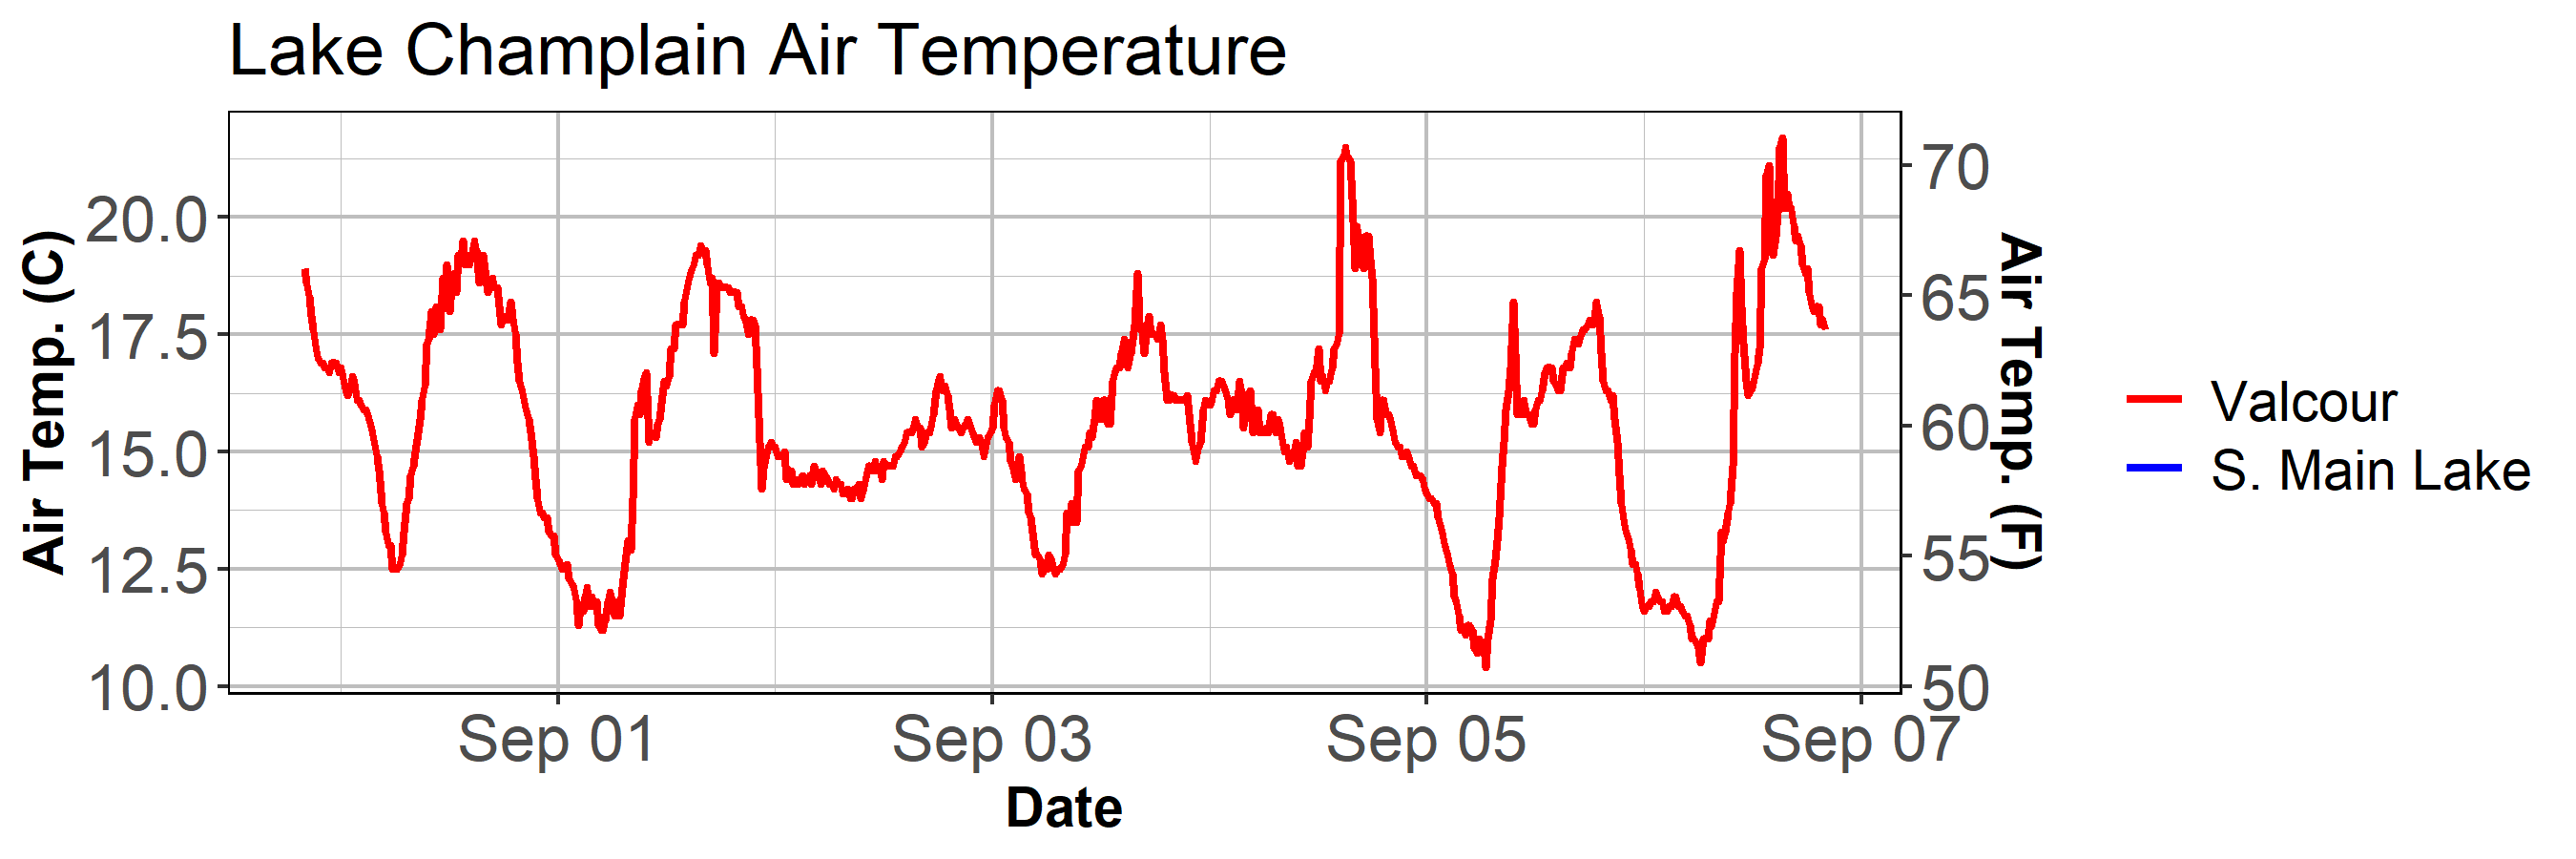 Lake Champlain Air Temperature
Air Temp. (C)
20.0
17.5
15.0
12.5
10.0
70
65
60
55
50
Air Temp. (F)
Sep 01 Sep 03 Sep 05 Sep 07
Date
Valcour
S. Main Lake